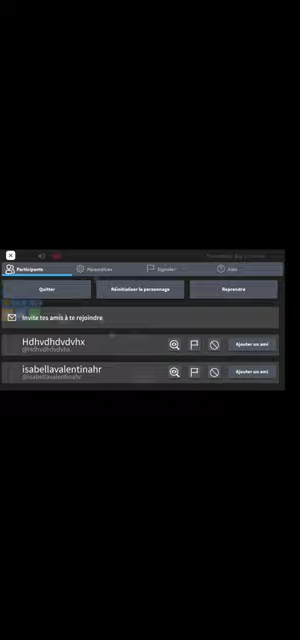 Participants
Paramètres
Signaler
Aide
Quitter
Réinitialiser le personnage
Reprendre
Invite tes amis à te rejoindre
Hdhvdhdvdvhx
@Hdhvdhdvdvhx
Ajouter un ami
isabellavalentinahr
@isabellavalentinahr
Ajouter un ami